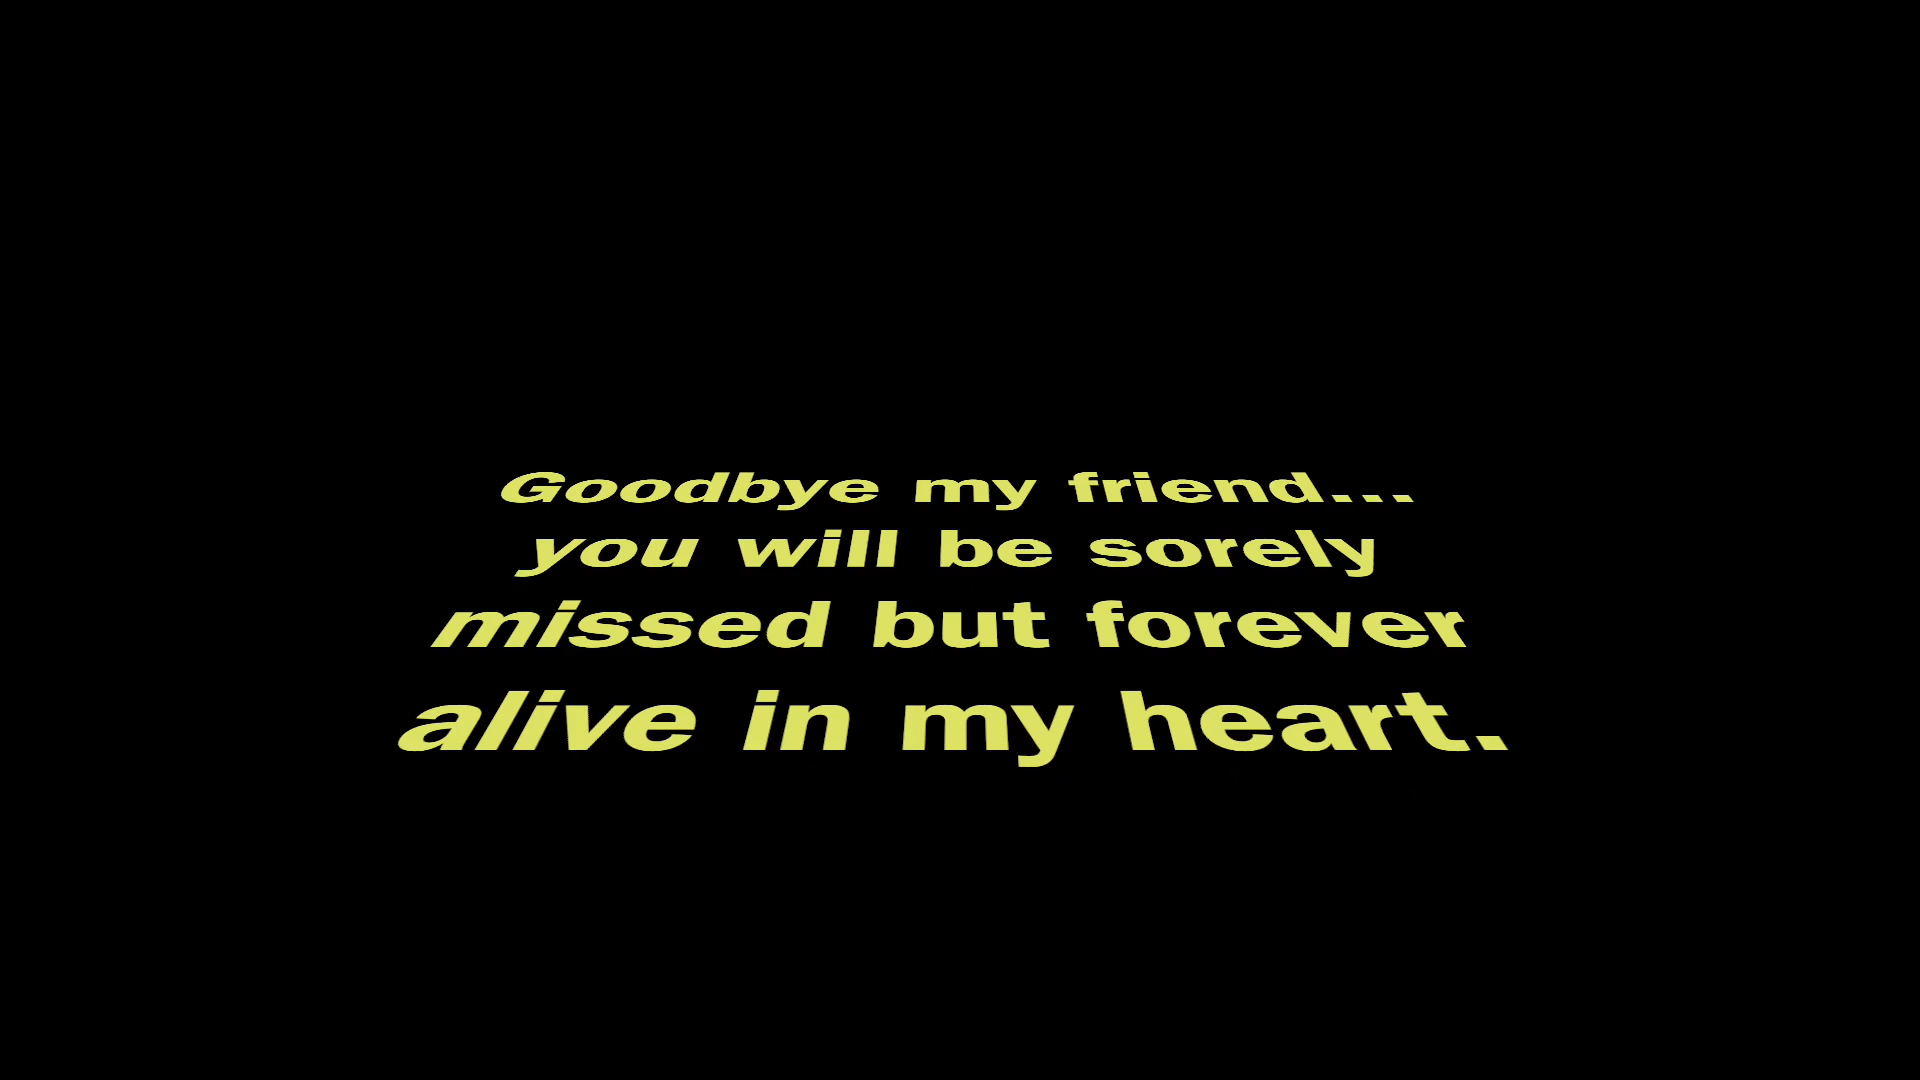 Goodbye my friend...
you will be sorely
missed but forever
alive in my heart.